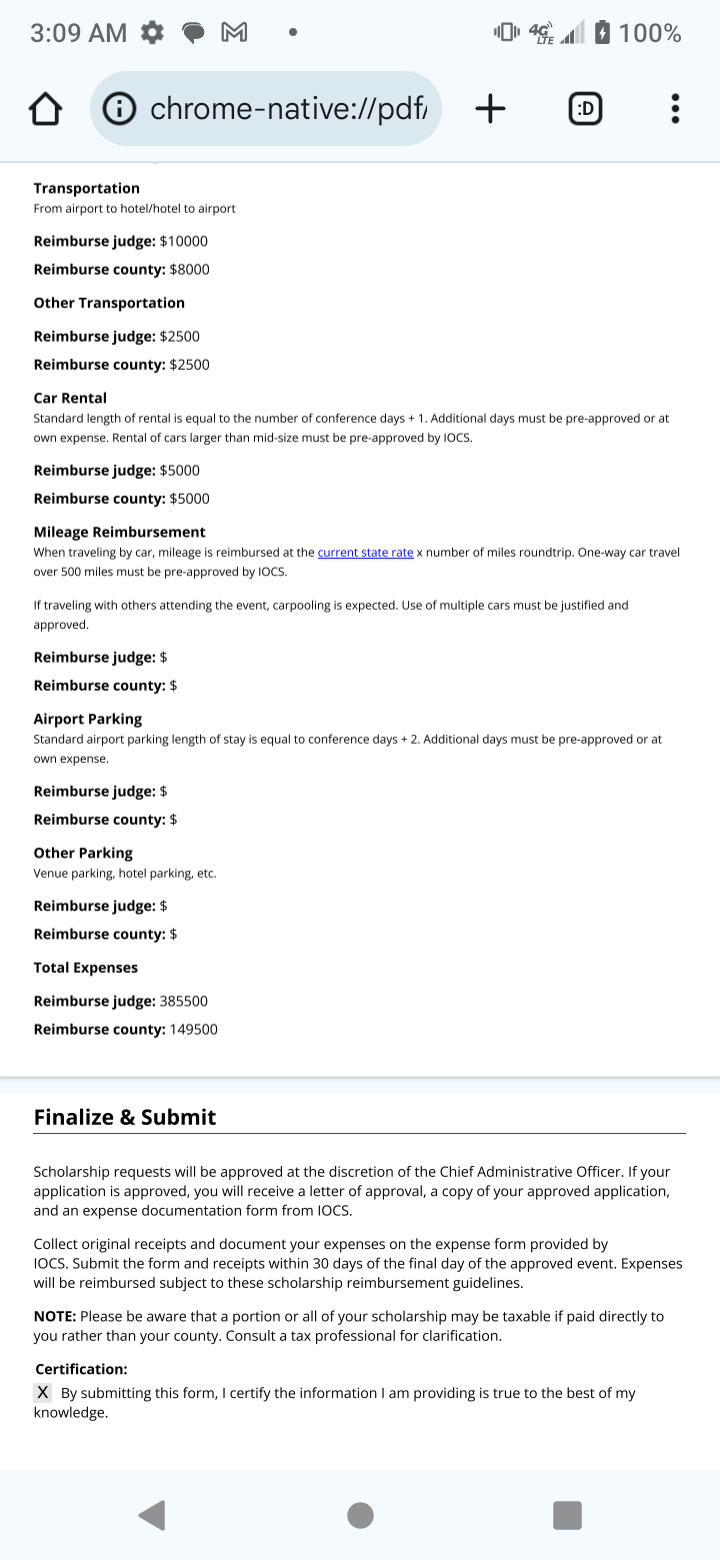 3:09 AM 4G LTE 100%
chrome-native://pdf/ :D
Transportation
From airport to hotel/hotel to airport
Reimburse judge: $10000
Reimburse county: $8000
Other Transportation
Reimburse judge: $2500
Reimburse county: $2500
Car Rental
Standard length of rental is equal to the number of conference days + 1. Additional days must be pre-approved or at
own expense. Rental of cars larger than mid-size must be pre-approved by IOCS.
Reimburse judge: $5000
Reimburse county: $5000
Mileage Reimbursement
When traveling by car, mileage is reimbursed at the current state rate x number of miles roundtrip. One-way car travel
over 500 miles must be pre-approved by IOCS.
If traveling with others attending the event, carpooling is expected. Use of multiple cars must be justified and
approved.
Reimburse judge: $
Reimburse county: $
Airport Parking
Standard airport parking length of stay is equal to conference days + 2. Additional days must be pre-approved or at
own expense.
Reimburse judge: $
Reimburse county: $
Other Parking
Venue parking, hotel parking, etc.
Reimburse judge: $
Reimburse county: $
Total Expenses
Reimburse judge: 385500
Reimburse county: 149500
Finalize & Submit
Scholarship requests will be approved at the discretion of the Chief Administrative Officer. If your
application is approved, you will receive a letter of approval, a copy of your approved application,
and an expense documentation form from IOCS.
Collect original receipts and document your expenses on the expense form provided by
IOCS. Submit the form and receipts within 30 days of the final day of the approved event. Expenses
will be reimbursed subject to these scholarship reimbursement guidelines.
NOTE: Please be aware that a portion or all of your scholarship may be taxable if paid directly to
you rather than your county. Consult a tax professional for clarification.
Certification:
X By submitting this form, I certify the information I am providing is true to the best of my
knowledge.